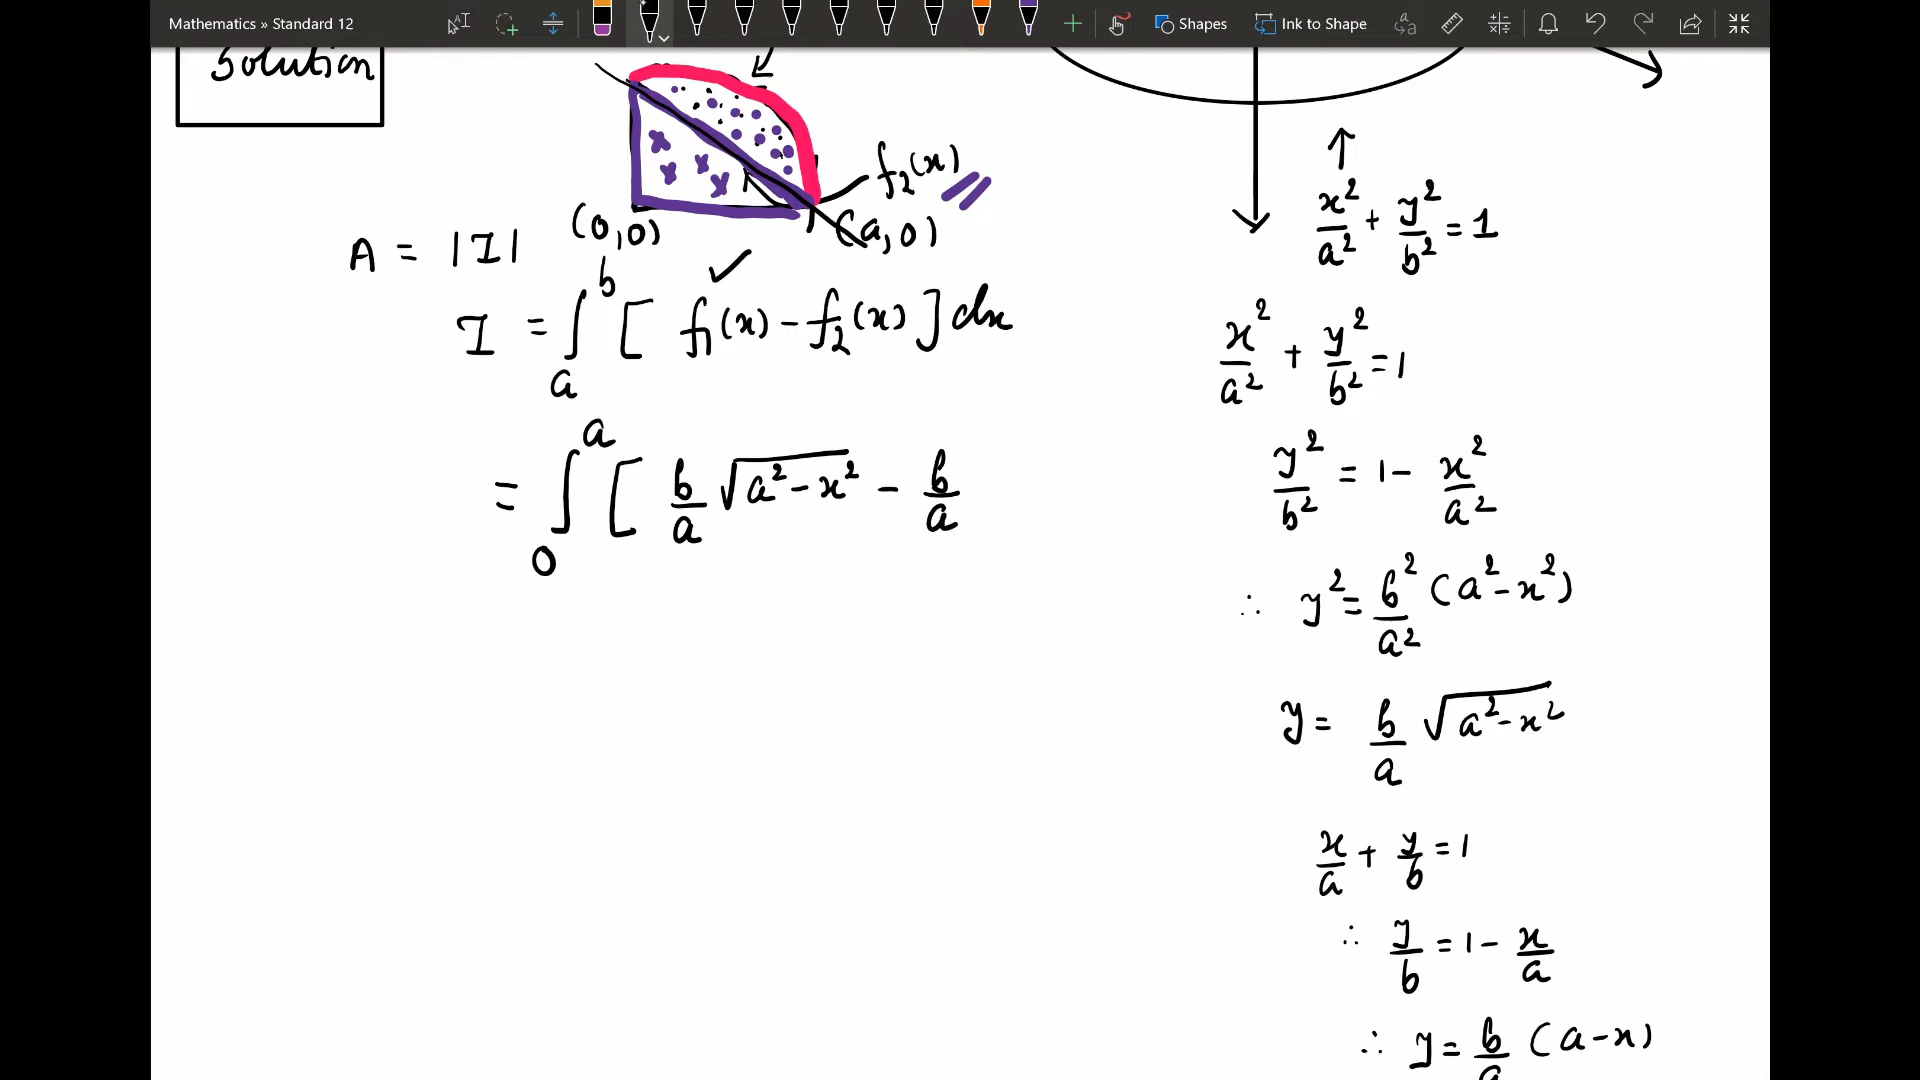 Mathematics » Standard 12
Shapes
Ink to Shape
Solution
f₂(x)
(0,0)
(a,0)
A = |I|
I = ∫ₐᵇ [ f₁(x) - f₂(x) ] dx
= ∫₀ᵃ [ b/a √(a² - x²) - b/a
x²/a² + y²/b² = 1
x²/a² + y²/b² = 1
y²/b² = 1 - x²/a²
∴ y² = b²/a² (a² - x²)
y = b/a √(a² - x²)
x/a + y/b = 1
∴ y/b = 1 - x/a
∴ y = b/a (a - x)